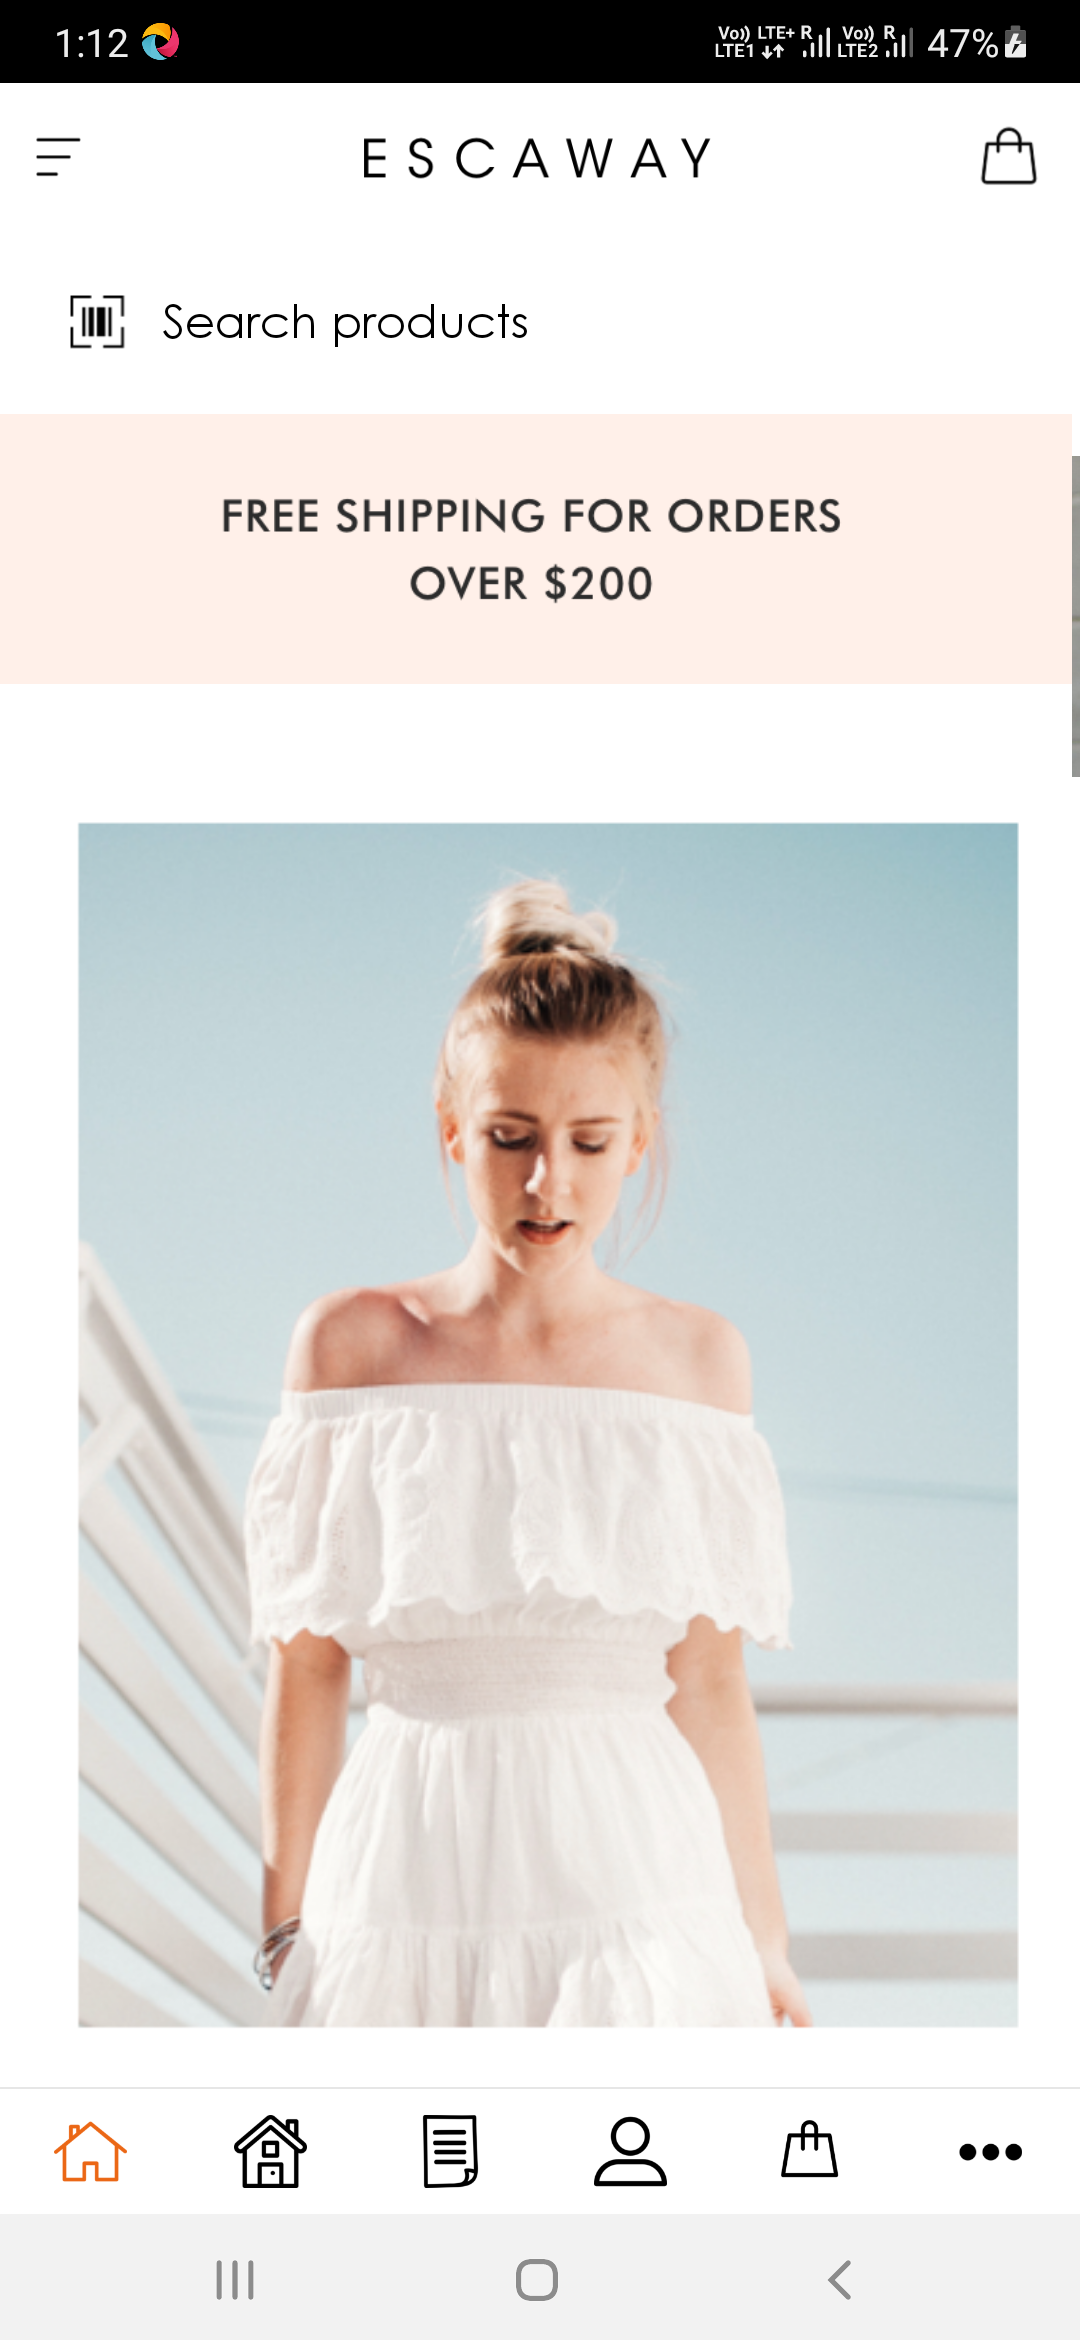 1:12 Vo)) LTE+ R Vo)) R 47%
LTE1 LTE2
ESCAWAY
Search products
FREE SHIPPING FOR ORDERS
OVER $200